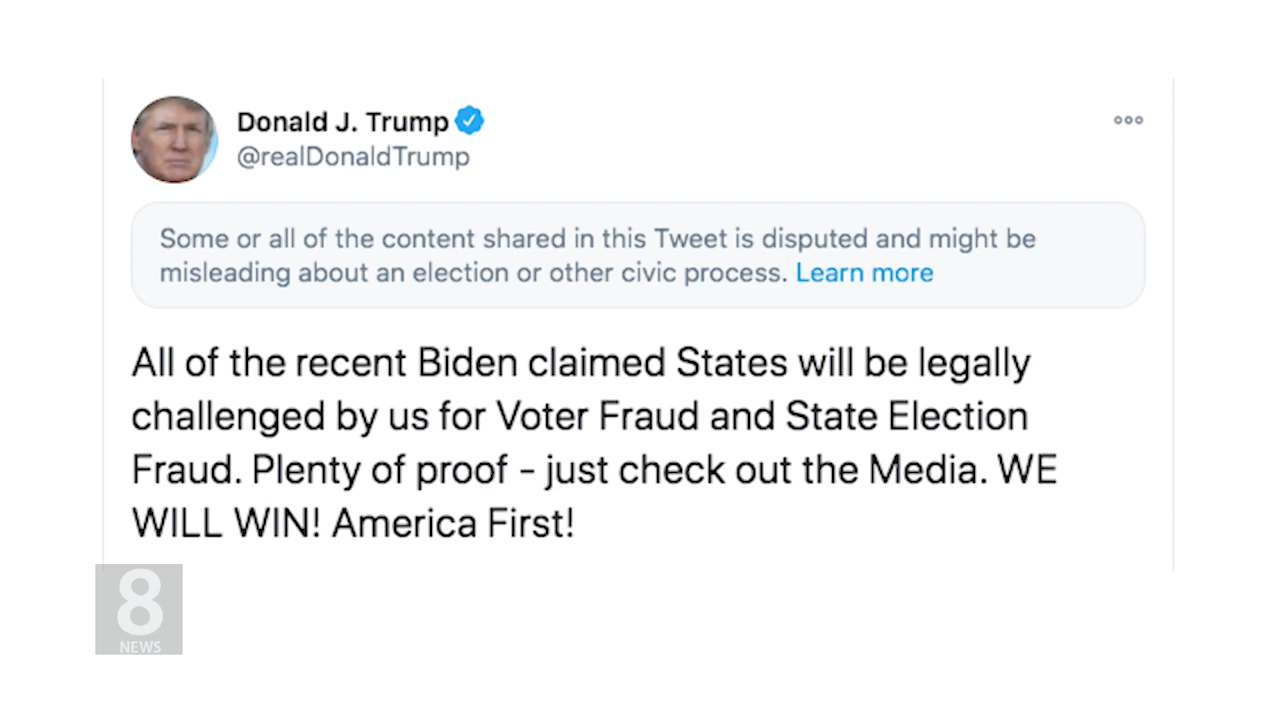 Donald J. Trump
@realDonaldTrump
Some or all of the content shared in this Tweet is disputed and might be
misleading about an election or other civic process. Learn more
All of the recent Biden claimed States will be legally
challenged by us for Voter Fraud and State Election
Fraud. Plenty of proof - just check out the Media. WE
WILL WIN! America First!
8
NEWS